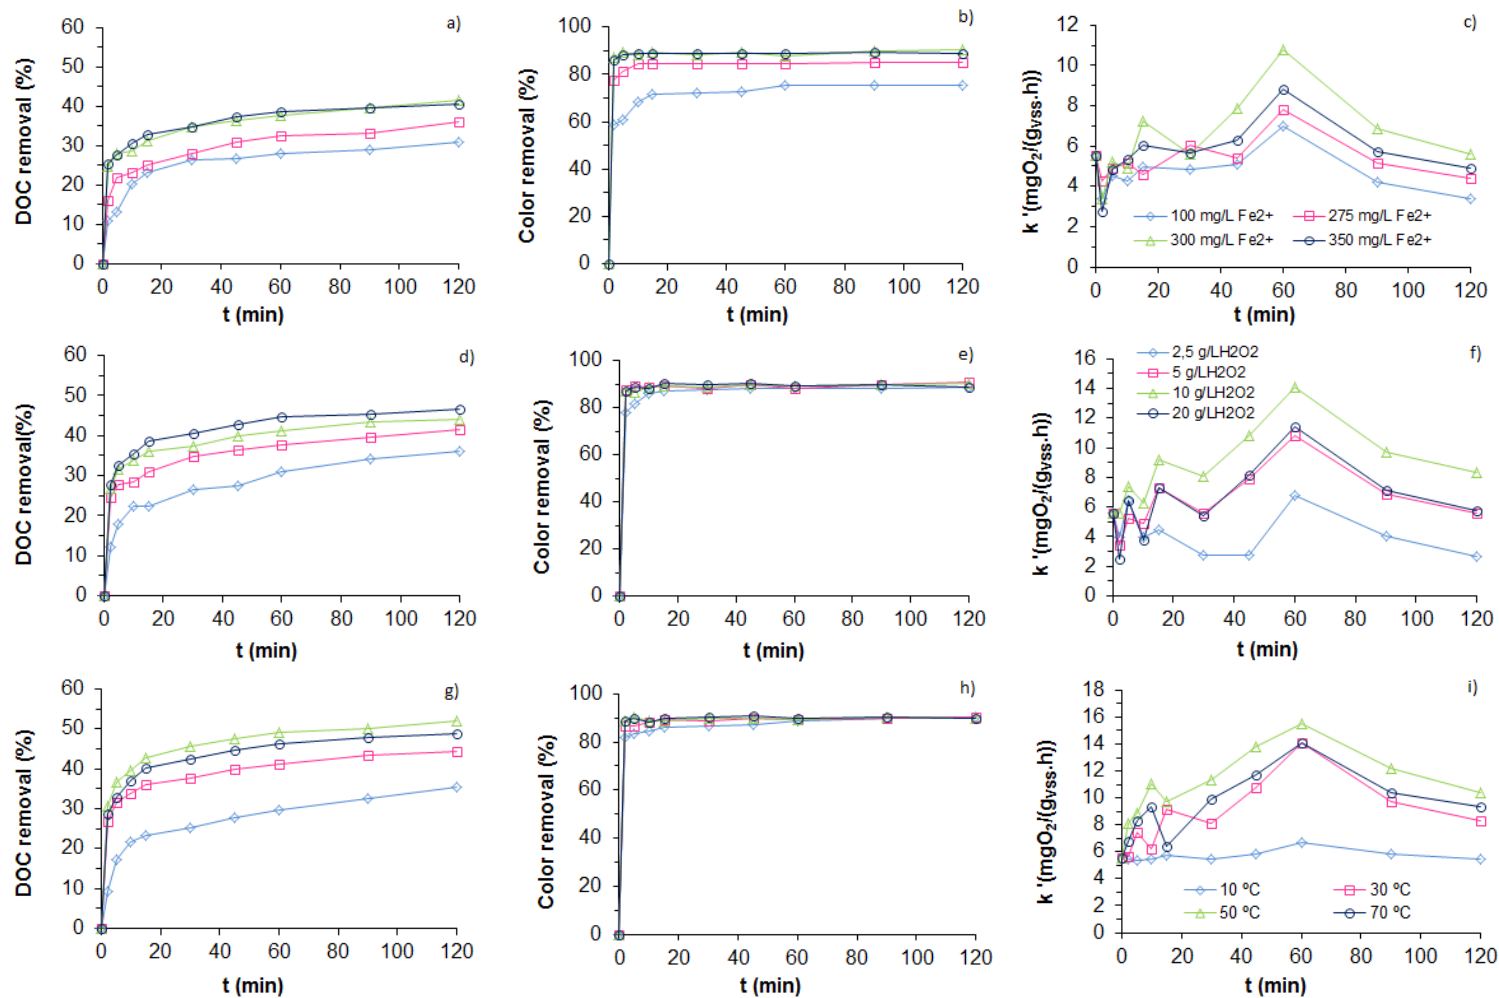 a)
DOC removal (%)
60
50
40
30
20
10
0
0 20 40 60 80 100 120
t (min)
b)
Color removal (%)
100
80
60
40
20
0
0 20 40 60 80 100 120
t (min)
c)
k '(mgO2/(gVSS.h))
12
10
8
6
4
2
0
100 mg/L Fe2+ 275 mg/L Fe2+
300 mg/L Fe2+ 350 mg/L Fe2+
0 20 40 60 80 100 120
t (min)
d)
DOC removal(%)
60
50
40
30
20
10
0
0 20 40 60 80 100 120
t (min)
e)
Color removal (%)
100
80
60
40
20
0
0 20 40 60 80 100 120
t (min)
f)
k '(mgO2/(gVSS.h))
16
14
12
10
8
6
4
2
0
2,5 g/LH2O2
5 g/LH2O2
10 g/LH2O2
20 g/LH2O2
0 20 40 60 80 100 120
t (min)
g)
DOC removal (%)
60
50
40
30
20
10
0
0 20 40 60 80 100 120
t (min)
h)
Color removal (%)
100
80
60
40
20
0
0 20 40 60 80 100 120
t (min)
i)
k '(mgO2/(gVSS.h))
18
16
14
12
10
8
6
4
2
0
10 ºC 30 ºC
50 ºC 70 ºC
0 20 40 60 80 100 120
t (min)